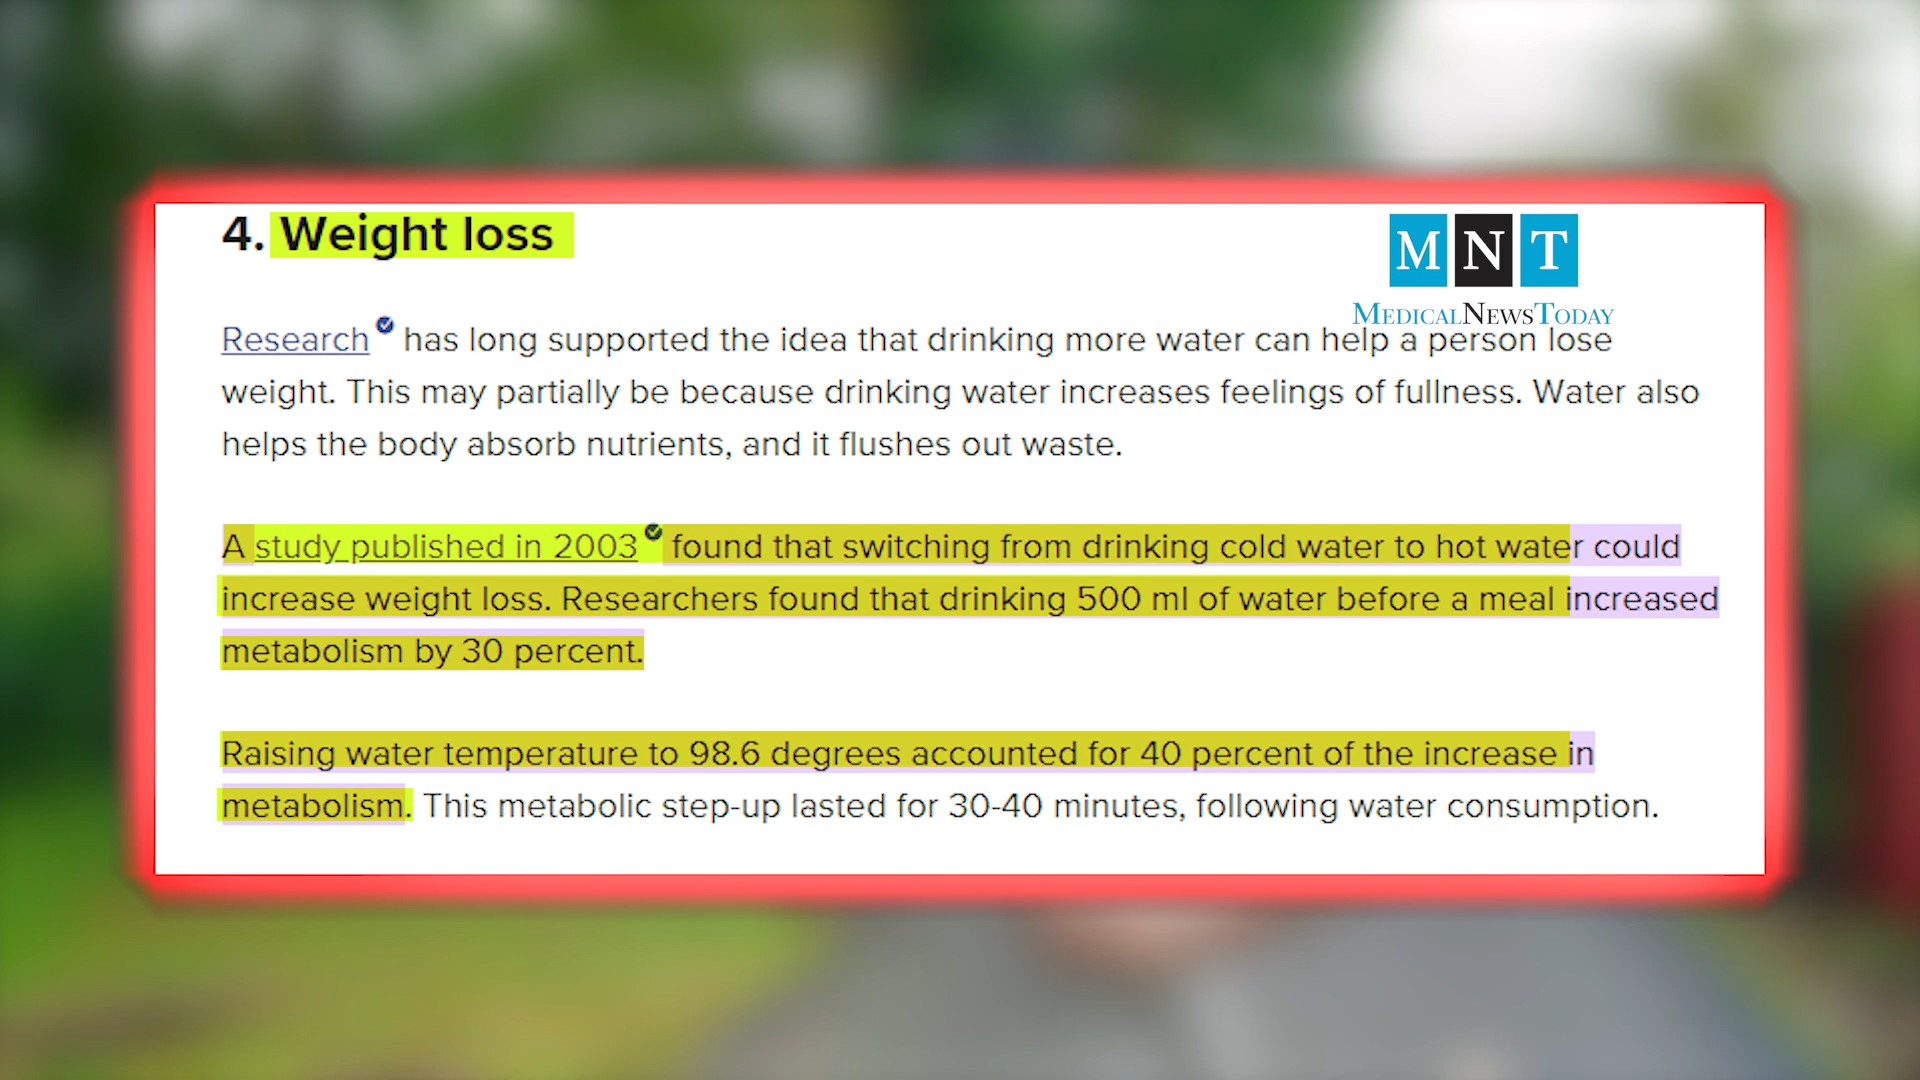 4. Weight loss
M N T
MEDICALNEWSTODAY
Research has long supported the idea that drinking more water can help a person lose
weight. This may partially be because drinking water increases feelings of fullness. Water also
helps the body absorb nutrients, and it flushes out waste.
A study published in 2003 found that switching from drinking cold water to hot water could
increase weight loss. Researchers found that drinking 500 ml of water before a meal increased
metabolism by 30 percent.
Raising water temperature to 98.6 degrees accounted for 40 percent of the increase in
metabolism. This metabolic step-up lasted for 30-40 minutes, following water consumption.